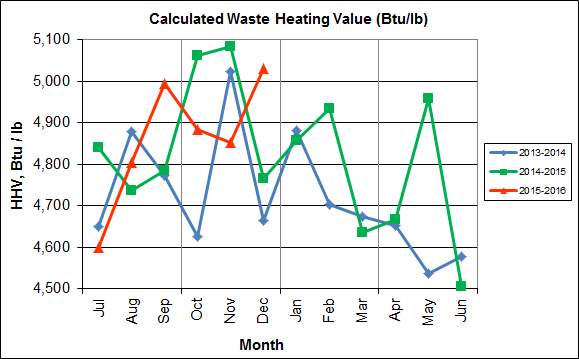 Calculated Waste Heating Value (Btu/lb)
5,100
5,000
4,900
4,800
4,700
4,600
4,500
HHV, Btu / lb
Jul
Aug
Sep
Oct
Nov
Dec
Jan
Feb
Mar
Apr
May
Jun
Month
2013-2014
2014-2015
2015-2016